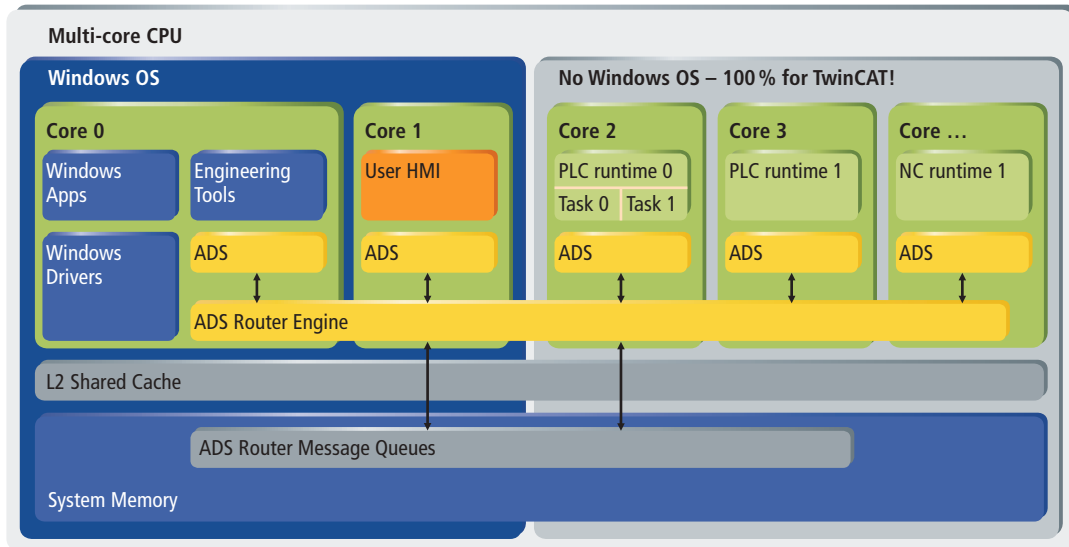 Multi-core CPU
Windows OS
No Windows OS – 100 % for TwinCAT!
Core 0
Core 1
Core 2
Core 3
Core …
Windows
Apps
Engineering
Tools
User HMI
PLC runtime 0
Task 0
Task 1
PLC runtime 1
NC runtime 1
Windows
Drivers
ADS
ADS
ADS
ADS
ADS
ADS Router Engine
L2 Shared Cache
ADS Router Message Queues
System Memory